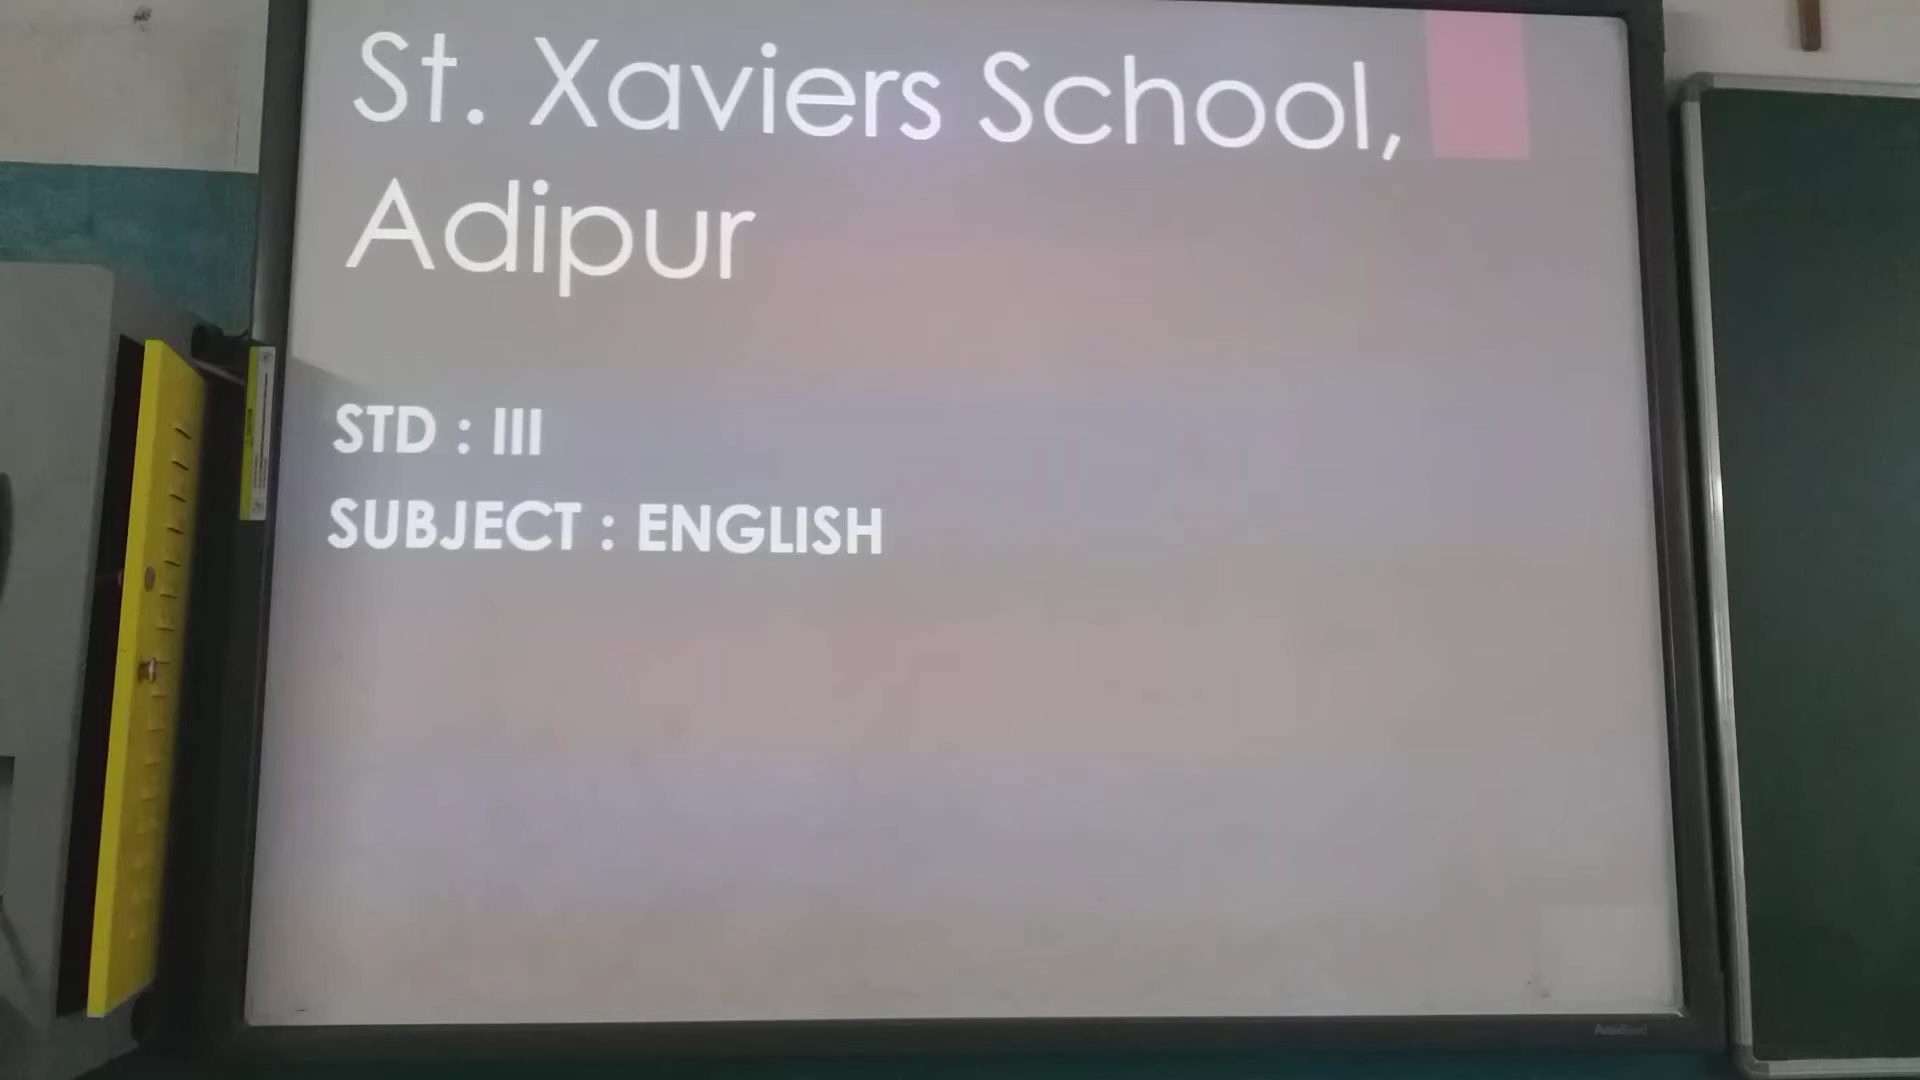 St. Xaviers School,
Adipur
STD : III
SUBJECT : ENGLISH